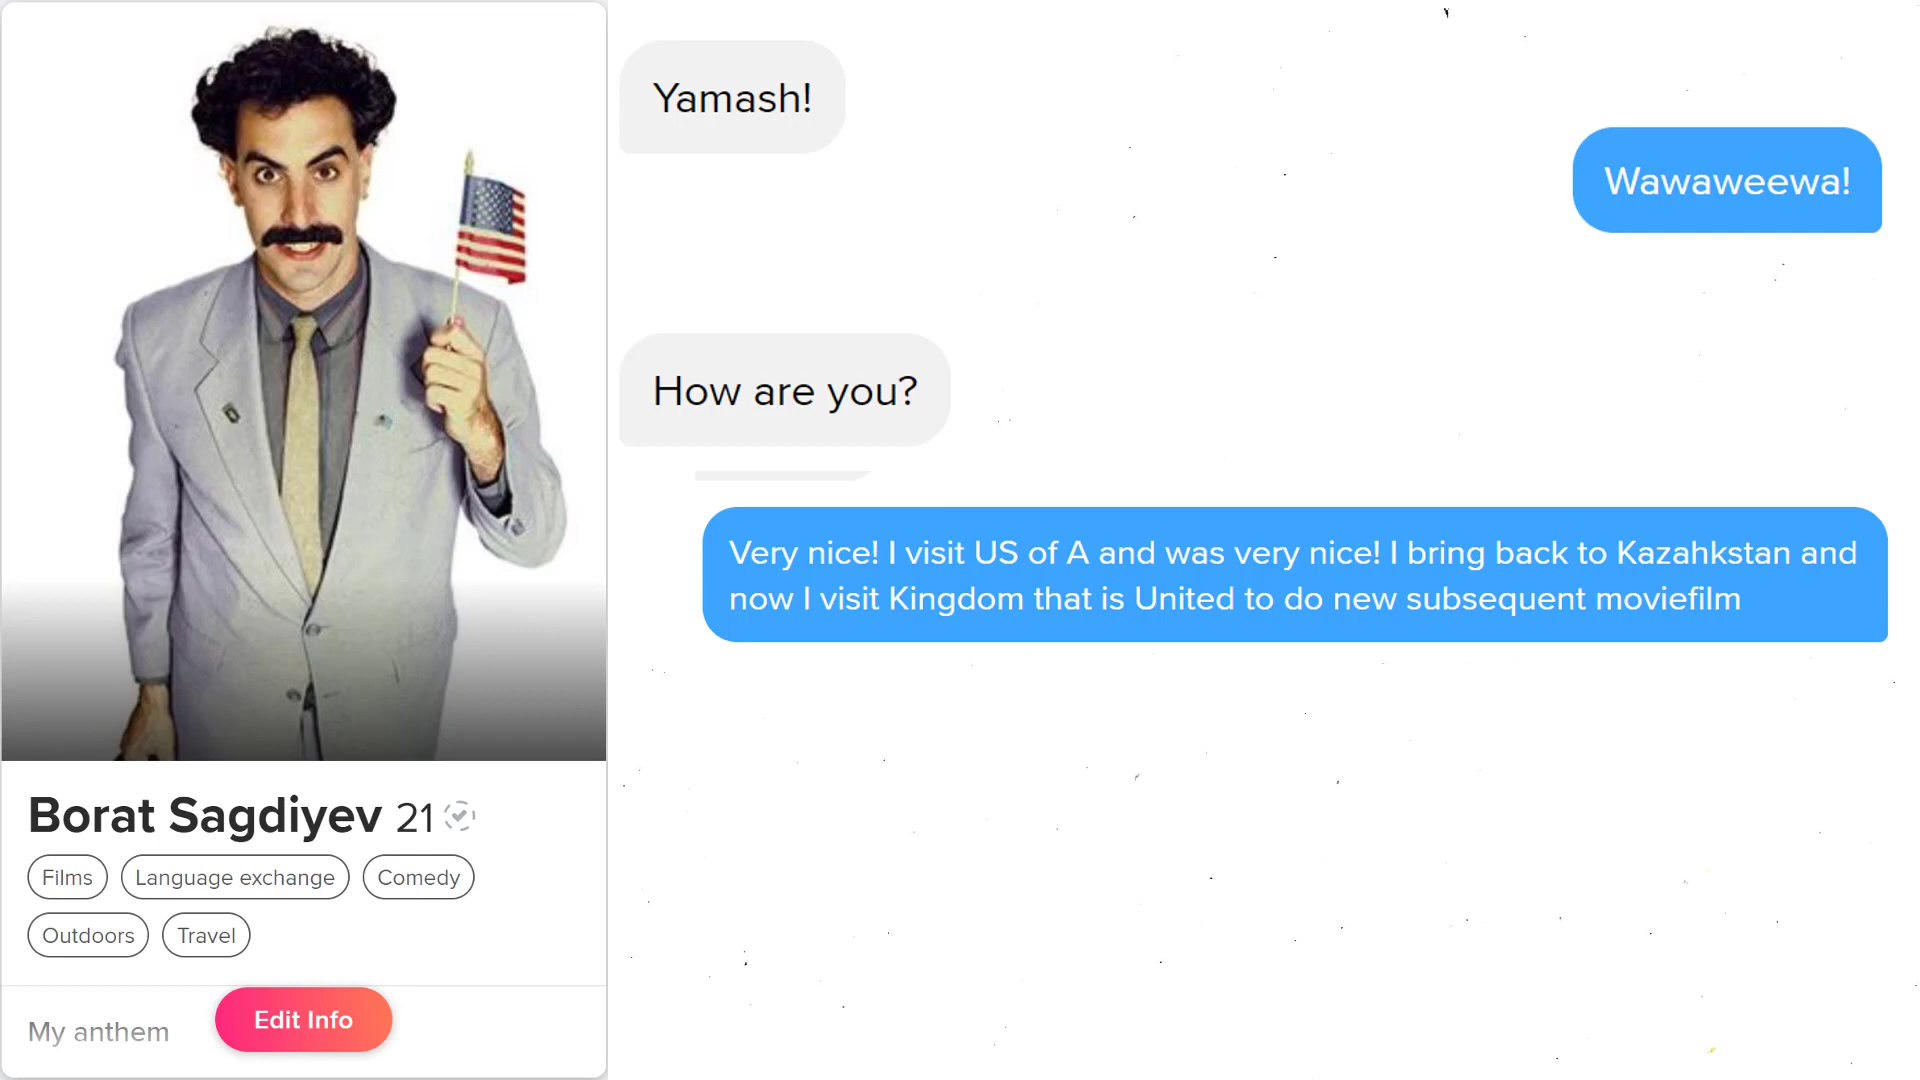 Yamash!
Wawaweewa!
How are you?
Very nice! I visit US of A and was very nice! I bring back to Kazahkstan and
now I visit Kingdom that is United to do new subsequent moviefilm
Borat Sagdiyev 21
Films
Language exchange
Comedy
Outdoors
Travel
My anthem
Edit Info